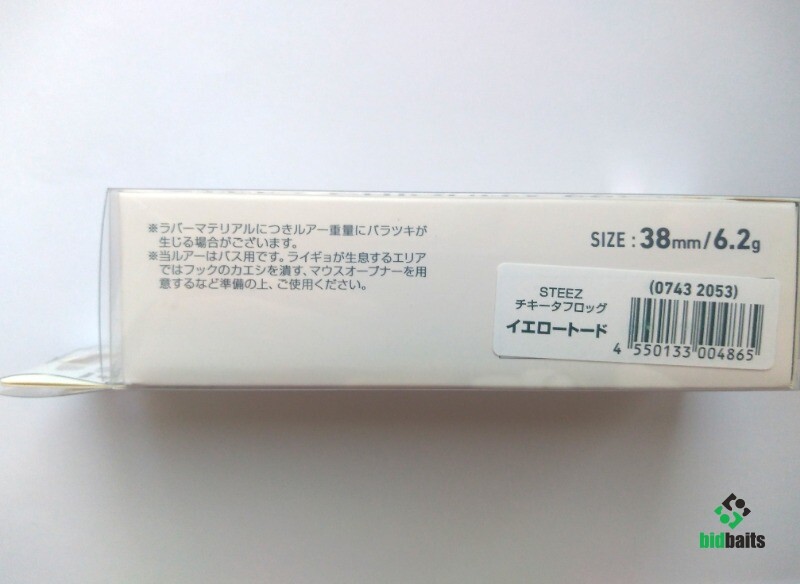 ※ラバーマテリアルにつきルアー重量にバラツキが
生じる場合がございます。
※当ルアーはバス用です。ライギョが生息するエリア
ではフックのカエシを潰す、マウスオープナーを用
意するなど準備の上、ご使用ください。
SIZE : 38mm/6.2g
STEEZ
チキータフロッグ
イエロートード
(0743 2053)
4 550133 004865
bidbaits